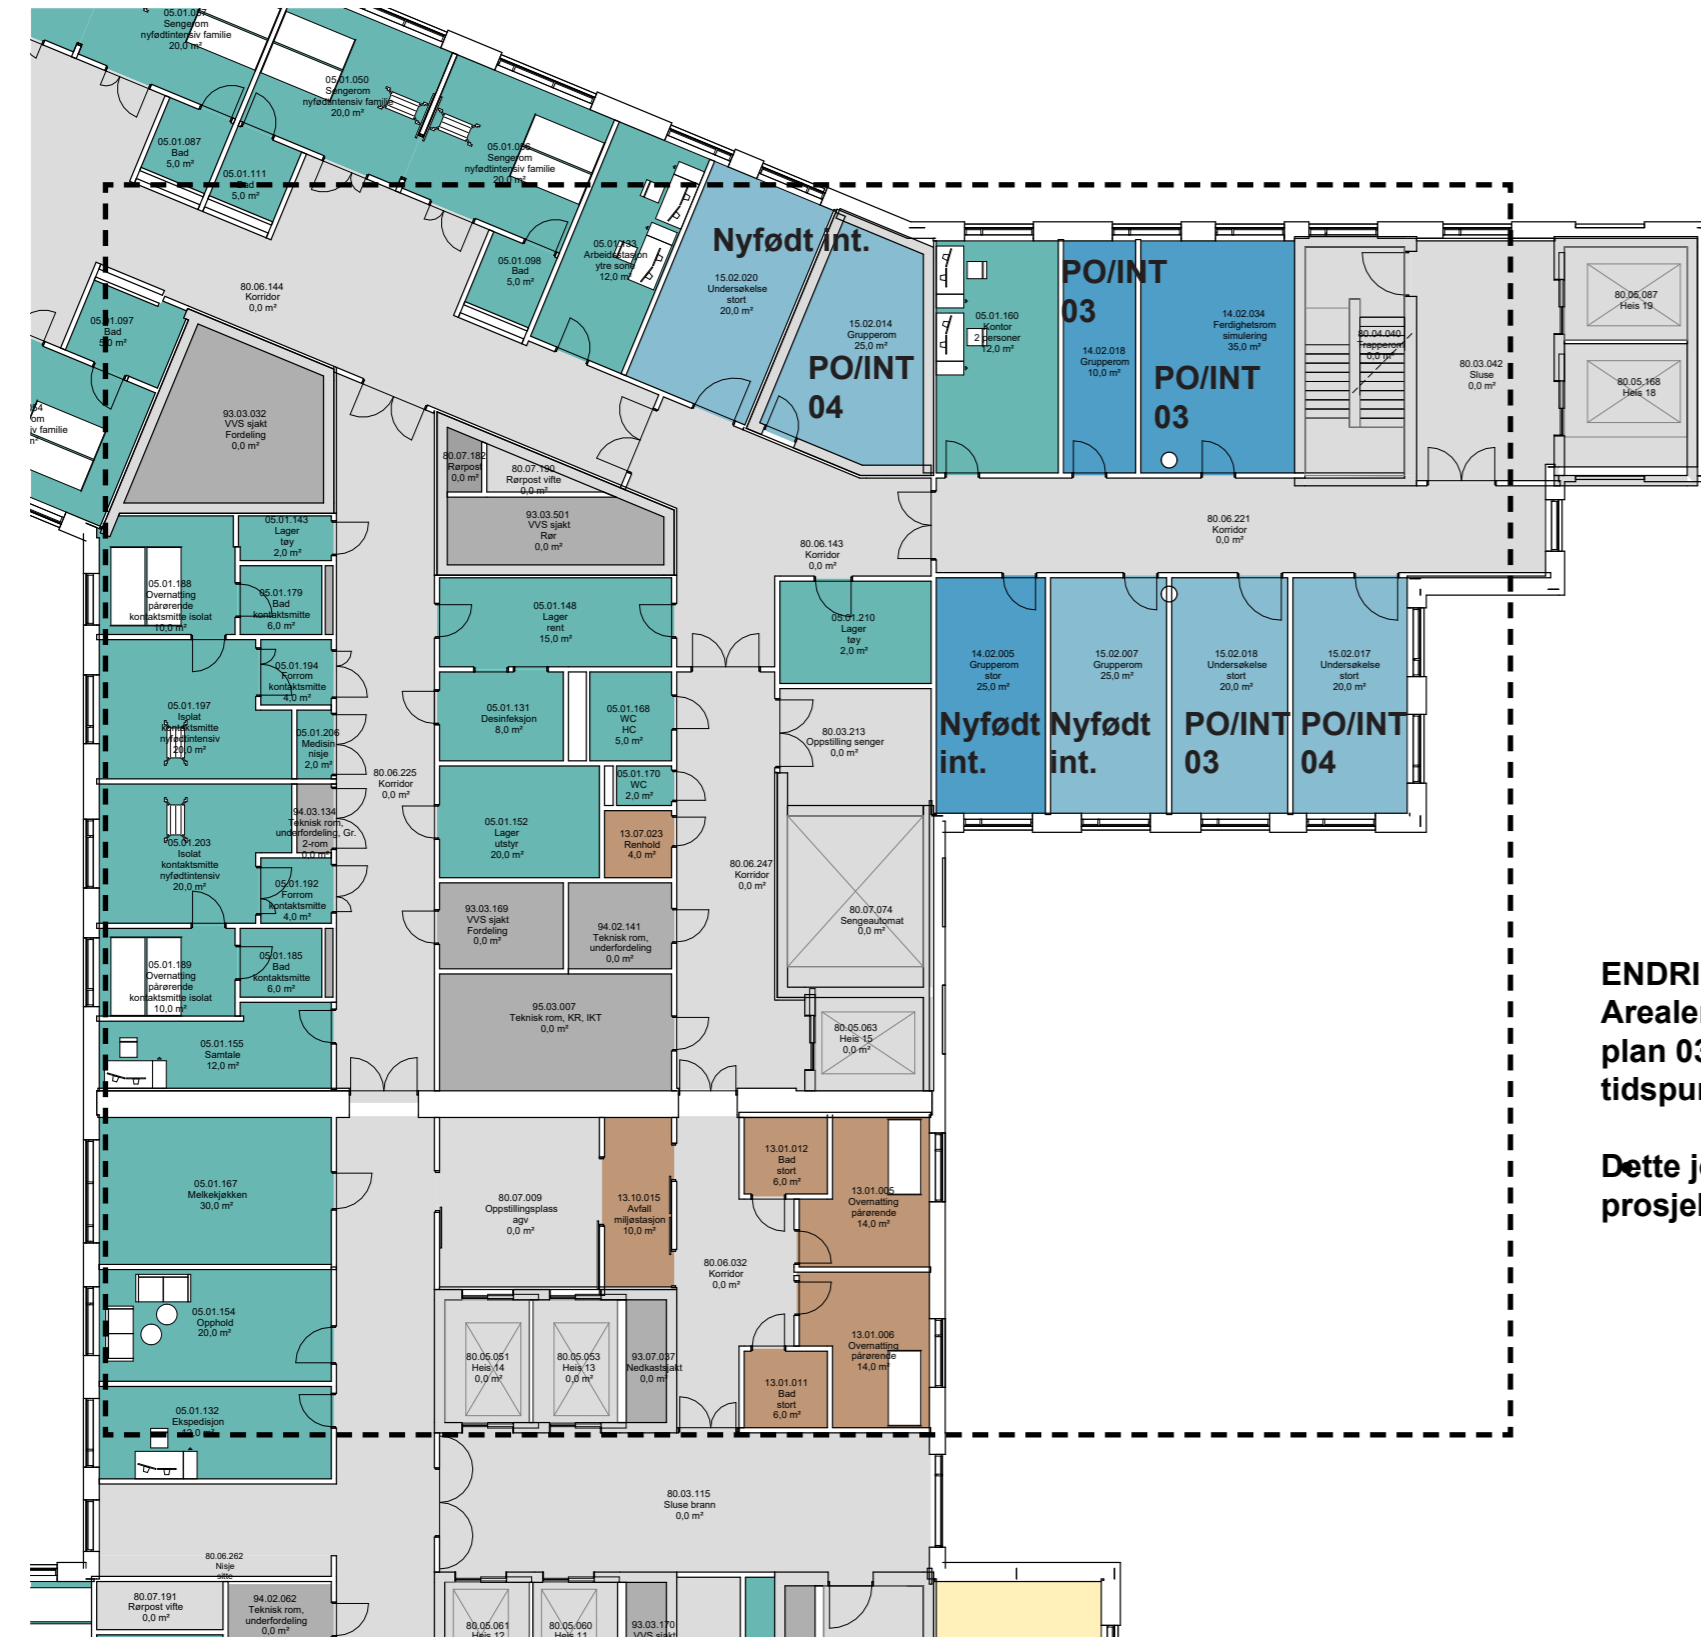 05.01.057
Sengerom
nyfødtintensiv familie
20,0 m²
05.01.050
Sengerom
nyfødtintensiv familie
20,0 m²
05.01.056
Sengerom
nyfødtintensiv familie
20,0 m²
05.01.087
Bad
5,0 m²
05.01.111
Bad
5,0 m²
05.01.098
Bad
5,0 m²
05.01.133
Arbeidsstasjon
ytre sone
12,0 m²
Nyfødt int.
15.02.020
Undersøkelse
stort
20,0 m²
15.02.014
Grupperom
25,0 m²
PO/INT
04
05.01.160
Kontor
2 personer
12,0 m²
PO/INT
03
14.02.018
Grupperom
10,0 m²
14.02.034
Ferdighetsrom
simulering
35,0 m²
PO/INT
03
80.04.040
Trapperom
0,0 m²
80.03.042
Sluse
0,0 m²
80.05.087
Heis 19
80.05.168
Heis 18
80.06.144
Korridor
0,0 m²
05.01.097
Bad
5,0 m²
om
iv familie
93.03.032
VVS sjakt
Fordeling
0,0 m²
80.07.182
Rørpost
0,0 m²
80.07.190
Rørpost vifte
0,0 m²
93.03.501
VVS sjakt
Rør
0,0 m²
80.06.143
Korridor
0,0 m²
80.06.221
Korridor
0,0 m²
05.01.143
Lager
tøy
2,0 m²
05.01.188
Overnatting
pårørende
kontaktsmitte isolat
10,0 m²
05.01.179
Bad
kontaktsmitte
6,0 m²
05.01.148
Lager
rent
15,0 m²
05.01.210
Lager
tøy
2,0 m²
14.02.005
Grupperom
stor
25,0 m²
Nyfødt
int.
15.02.007
Grupperom
25,0 m²
Nyfødt
int.
15.02.018
Undersøkelse
stort
20,0 m²
PO/INT
03
15.02.017
Undersøkelse
stort
20,0 m²
PO/INT
04
05.01.194
Forrom
kontaktsmitte
4,0 m²
05.01.197
Isolat
kontaktsmitte
nyfødtintensiv
20,0 m²
05.01.206
Medisin
nisje
2,0 m²
05.01.131
Desinfeksjon
8,0 m²
05.01.168
WC
HC
5,0 m²
80.03.213
Oppstilling senger
0,0 m²
80.06.225
Korridor
0,0 m²
05.01.170
WC
2,0 m²
94.03.134
Teknisk rom,
underfordeling, Gr.
2-rom
0,0 m²
05.01.203
Isolat
kontaktsmitte
nyfødtintensiv
20,0 m²
05.01.152
Lager
utstyr
20,0 m²
13.07.023
Renhold
4,0 m²
80.06.247
Korridor
0,0 m²
05.01.192
Forrom
kontaktsmitte
4,0 m²
93.03.169
VVS sjakt
Fordeling
0,0 m²
94.02.141
Teknisk rom,
underfordeling
0,0 m²
80.07.074
Sengeautomat
0,0 m²
05.01.189
Overnatting
pårørende
kontaktsmitte isolat
10,0 m²
05.01.185
Bad
kontaktsmitte
6,0 m²
95.03.007
Teknisk rom, KR, IKT
0,0 m²
80.05.063
Heis 15
0,0 m²
05.01.155
Samtale
12,0 m²
ENDRI
Arealer
plan 03
tidspun
Dette je
prosjel
05.01.167
Melkekjøkken
30,0 m²
80.07.009
Oppstillingsplass
agv
0,0 m²
13.10.015
Avfall
miljøstasjon
10,0 m²
13.01.012
Bad
stort
6,0 m²
13.01.005
Overnatting
pårørende
14,0 m²
80.06.032
Korridor
0,0 m²
05.01.154
Opphold
20,0 m²
80.05.051
Heis 14
0,0 m²
80.05.053
Heis 13
0,0 m²
93.07.037
Nedkastsjakt
0,0 m²
13.01.006
Overnatting
pårørende
14,0 m²
13.01.011
Bad
stort
6,0 m²
05.01.132
Ekspedisjon
12,0 m²
80.03.115
Sluse brann
0,0 m²
80.06.262
Nisje
sitte
80.07.191
Rørpost vifte
0,0 m²
94.02.062
Teknisk rom,
underfordeling
0,0 m²
80.05.061
Heis 12
80.05.060
Heis 11
93.03.170
VVS sjakt